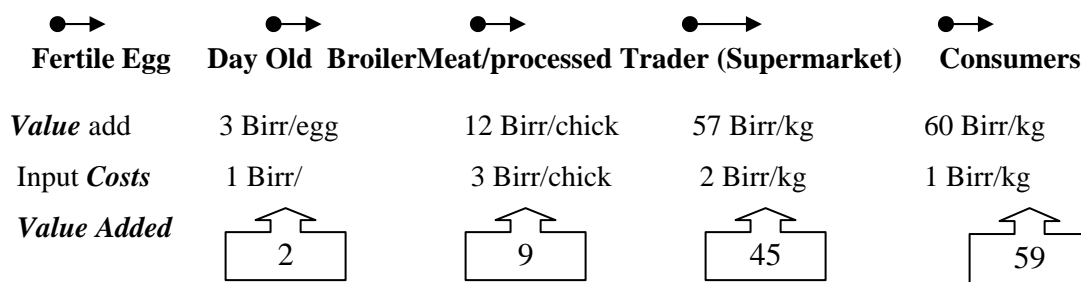 Fertile Egg Day Old BroilerMeat/processed Trader (Supermarket) Consumers
Value add 3 Birr/egg 12 Birr/chick 57 Birr/kg 60 Birr/kg
Input Costs 1 Birr/ 3 Birr/chick 2 Birr/kg 1 Birr/kg
Value Added 2 9 45 59